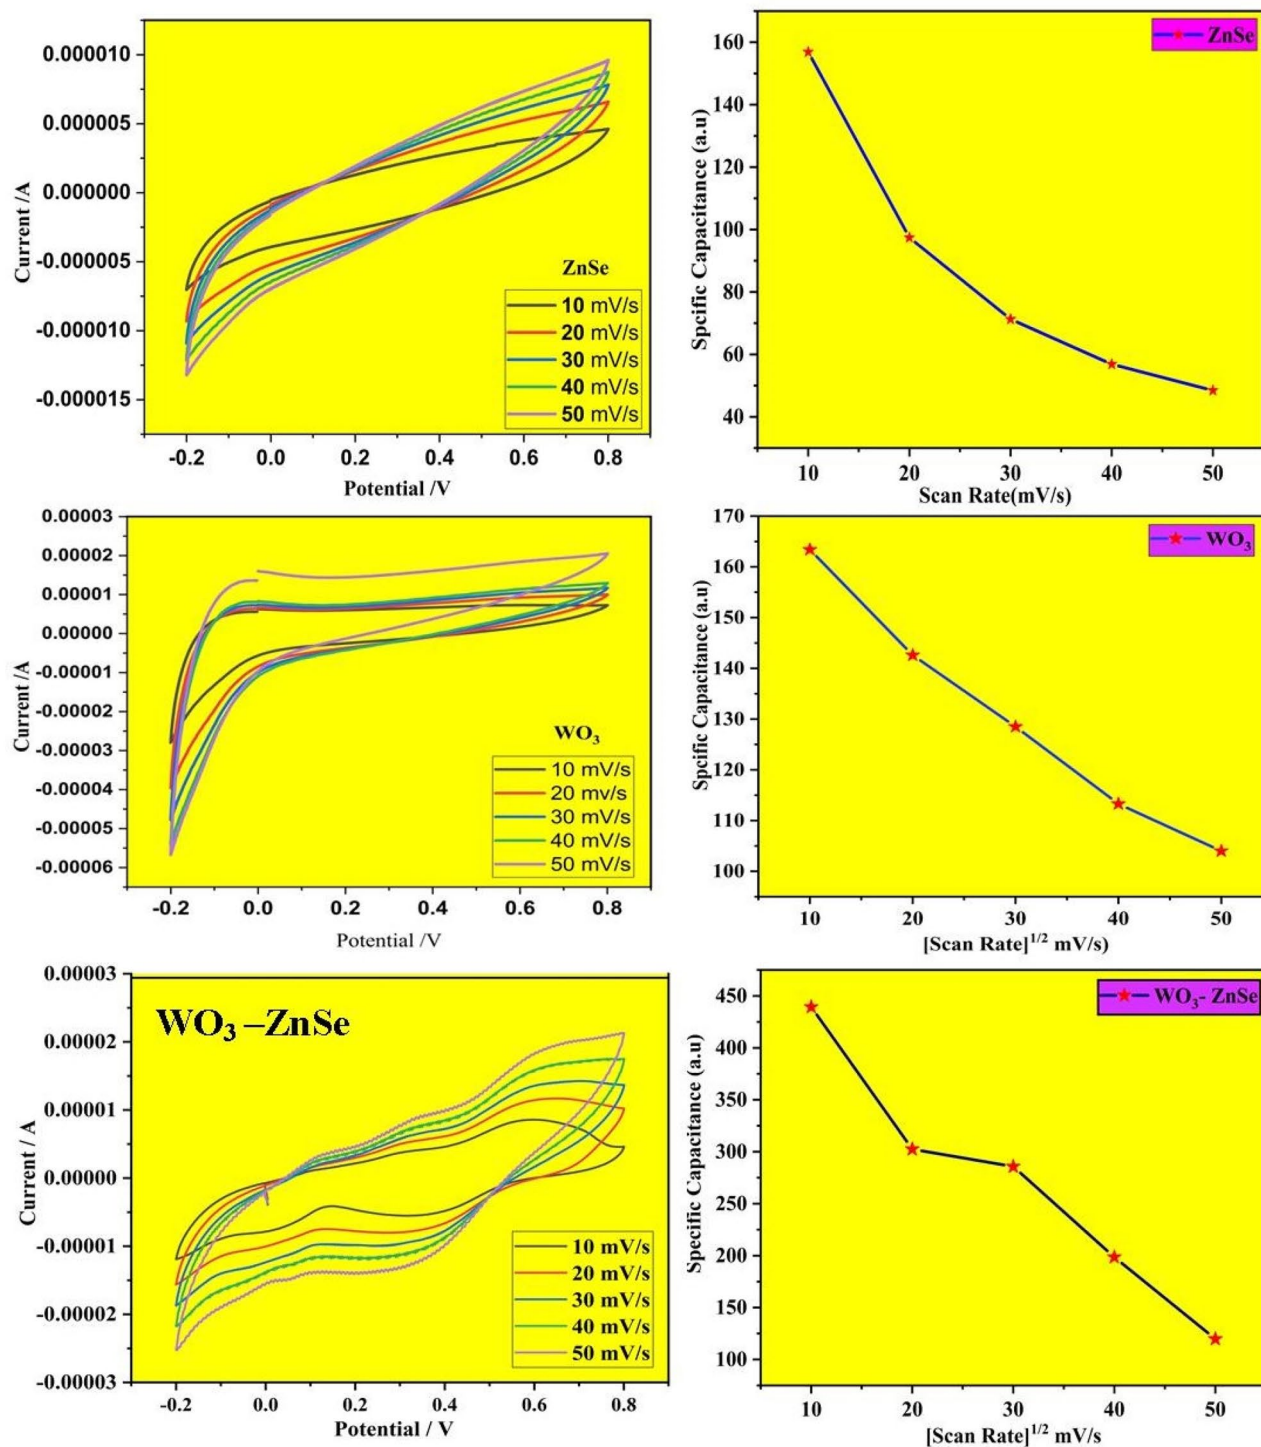 0.000010
0.000005
0.000000
-0.000005
-0.000010
-0.000015
Current /A
-0.2 0.0 0.2 0.4 0.6 0.8
Potential /V
ZnSe
10 mV/s
20 mV/s
30 mV/s
40 mV/s
50 mV/s
160
140
120
100
80
60
40
Spcific Capacitance (a.u)
10 20 30 40 50
Scan Rate(mV/s)
ZnSe
0.00003
0.00002
0.00001
0.00000
-0.00001
-0.00002
-0.00003
-0.00004
-0.00005
-0.00006
Current /A
-0.2 0.0 0.2 0.4 0.6 0.8
Potential /V
WO₃
10 mV/s
20 mv/s
30 mV/s
40 mV/s
50 mV/s
170
160
150
140
130
120
110
100
Spcific Capacitance (a.u)
10 20 30 40 50
[Scan Rate]¹/² mV/s)
WO₃
0.00003
0.00002
0.00001
0.00000
-0.00001
-0.00002
-0.00003
Current / A
-0.2 0.0 0.2 0.4 0.6 0.8
Potential / V
WO₃ –ZnSe
10 mV/s
20 mV/s
30 mV/s
40 mV/s
50 mV/s
450
400
350
300
250
200
150
100
Specific Capacitance (a.u)
10 20 30 40 50
[Scan Rate]¹/² mV/s
WO₃- ZnSe